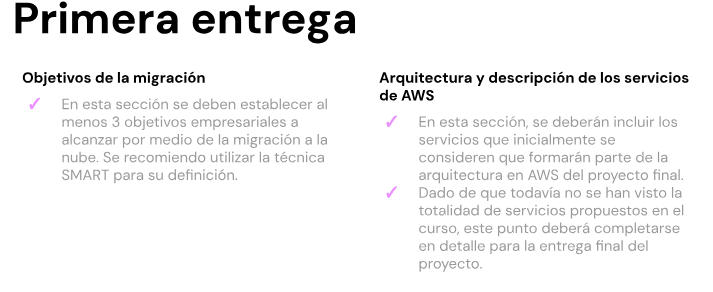 Primera entrega
Objetivos de la migración
✓ En esta sección se deben establecer al
menos 3 objetivos empresariales a
alcanzar por medio de la migración a la
nube. Se recomiendo utilizar la técnica
SMART para su definición.
Arquitectura y descripción de los servicios
de AWS
✓ En esta sección, se deberán incluir los
servicios que inicialmente se
consideren que formarán parte de la
arquitectura en AWS del proyecto final.
✓ Dado de que todavía no se han visto la
totalidad de servicios propuestos en el
curso, este punto deberá completarse
en detalle para la entrega final del
proyecto.